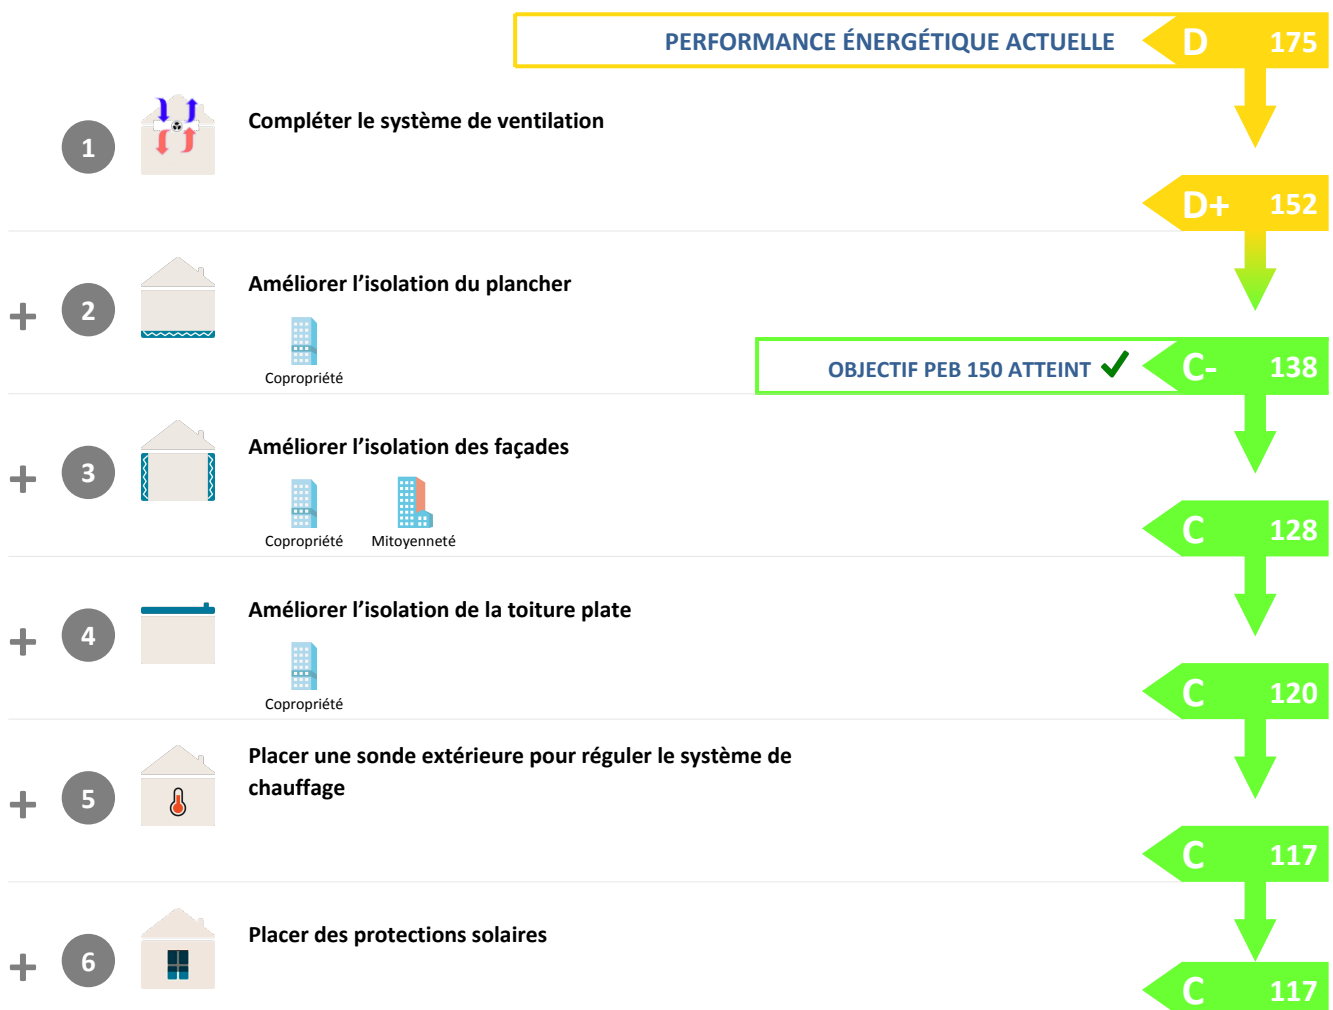 PERFORMANCE ÉNERGÉTIQUE ACTUELLE D 175
1 Compléter le système de ventilation
D+ 152
+ 2 Améliorer l'isolation du plancher
Copropriété
OBJECTIF PEB 150 ATTEINT ✓ C- 138
+ 3 Améliorer l'isolation des façades
Copropriété Mitoyenneté
C 128
+ 4 Améliorer l'isolation de la toiture plate
Copropriété
C 120
+ 5 Placer une sonde extérieure pour réguler le système de
chauffage
C 117
+ 6 Placer des protections solaires
C 117